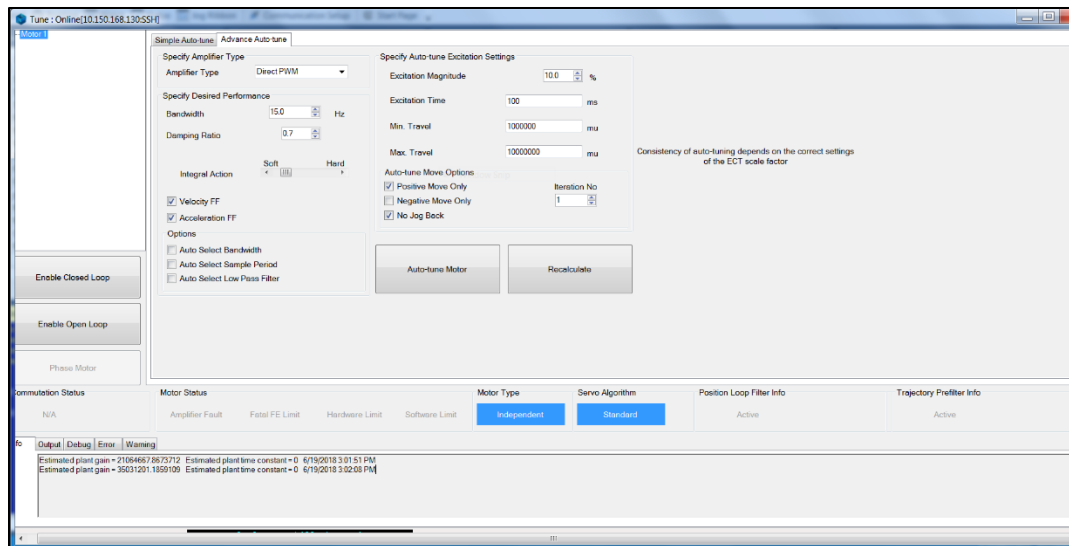 Tune : Online[10.150.168.130:SSH]
Motor 1
Simple Auto-tune
Advance Auto-tune
Specify Amplifier Type
Amplifier Type
Direct PWM
Specify Desired Performance
Bandwidth
15.0
Hz
Damping Ratio
0.7
Soft
Hard
Integral Action
Velocity FF
Acceleration FF
Options
Auto Select Bandwidth
Auto Select Sample Period
Auto Select Low Pass Filter
Specify Auto-tune Excitation Settings
Excitation Magnitude
10.0
%
Excitation Time
100
ms
Min. Travel
1000000
mu
Max. Travel
10000000
mu
Auto-tune Move Options
Positive Move Only
Negative Move Only
No Jog Back
Iteration No
1
Auto-tune Motor
Recalculate
Consistency of auto-tuning depends on the correct settings
of the ECT scale factor
Enable Closed Loop
Enable Open Loop
Phase Motor
ommutation Status
N/A
Motor Status
Amplifier Fault
Fatal FE Limit
Hardware Limit
Software Limit
Motor Type
Independent
Servo Algorithm
Standard
Position Loop Filter Info
Active
Trajectory Prefilter Info
Active
fo
Output
Debug
Error
Warning
Estimated plant gain = 21064667.8673712 Estimated plant time constant = 0 6/19/2018 3:01:51 PM
Estimated plant gain = 35031201.1859109 Estimated plant time constant = 0 6/19/2018 3:02:08 PM